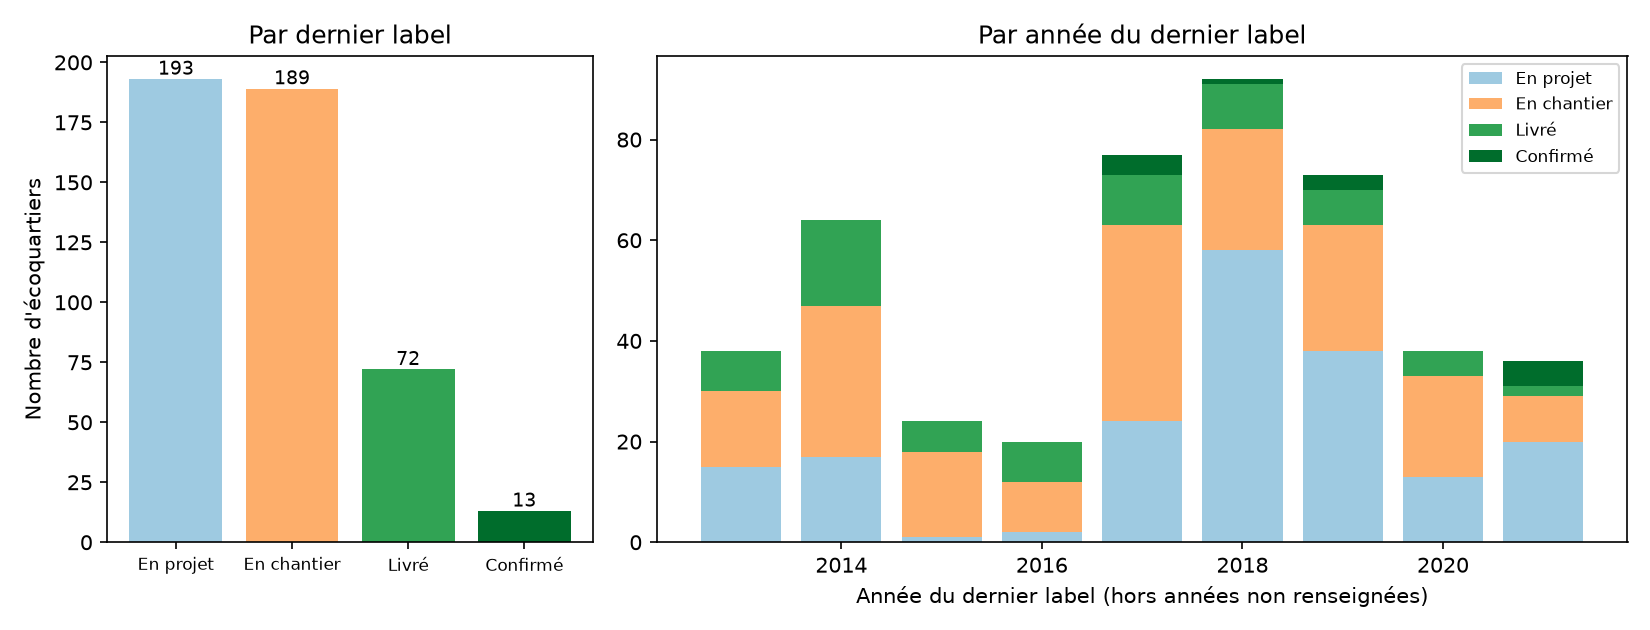 Par dernier label
Nombre d'écoquartiers
200
175
150
125
100
75
50
25
0
193
189
72
13
En projet
En chantier
Livré
Confirmé
Par année du dernier label
80
60
40
20
0
En projet
En chantier
Livré
Confirmé
2014
2016
2018
2020
Année du dernier label (hors années non renseignées)